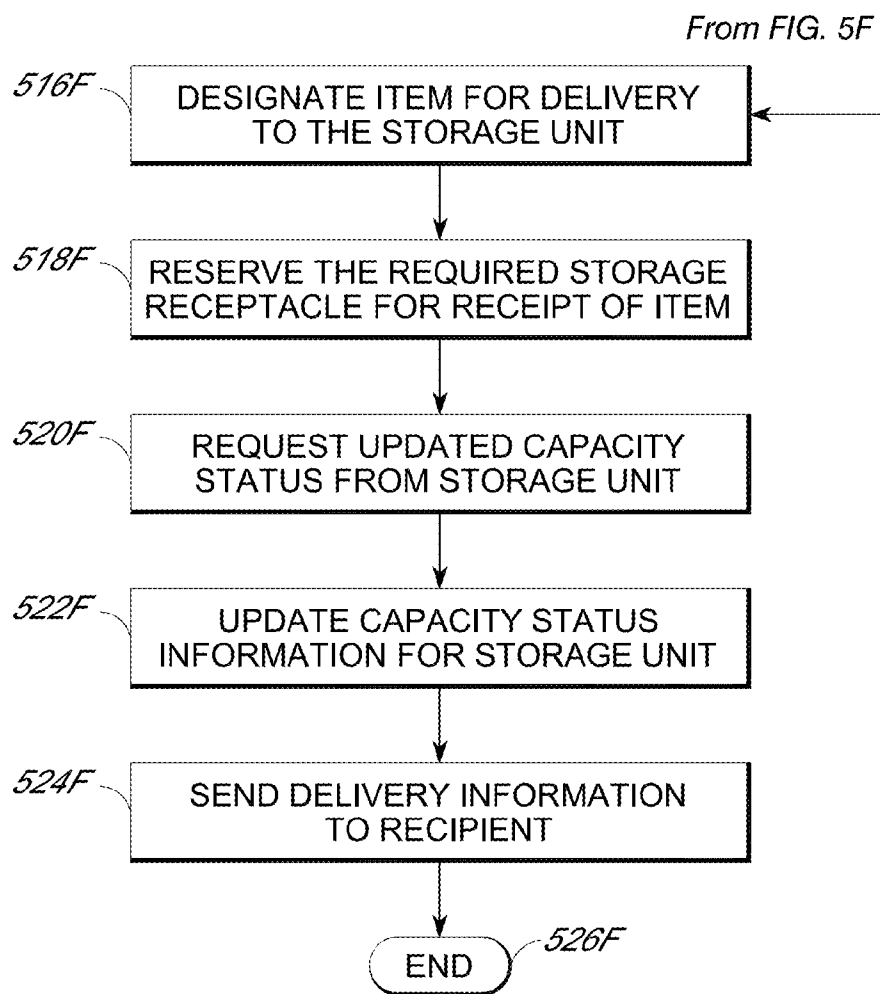 From FIG. 5F
516F
DESIGNATE ITEM FOR DELIVERY
TO THE STORAGE UNIT
518F
RESERVE THE REQUIRED STORAGE
RECEPTACLE FOR RECEIPT OF ITEM
520F
REQUEST UPDATED CAPACITY
STATUS FROM STORAGE UNIT
522F
UPDATE CAPACITY STATUS
INFORMATION FOR STORAGE UNIT
524F
SEND DELIVERY INFORMATION
TO RECIPIENT
END
526F